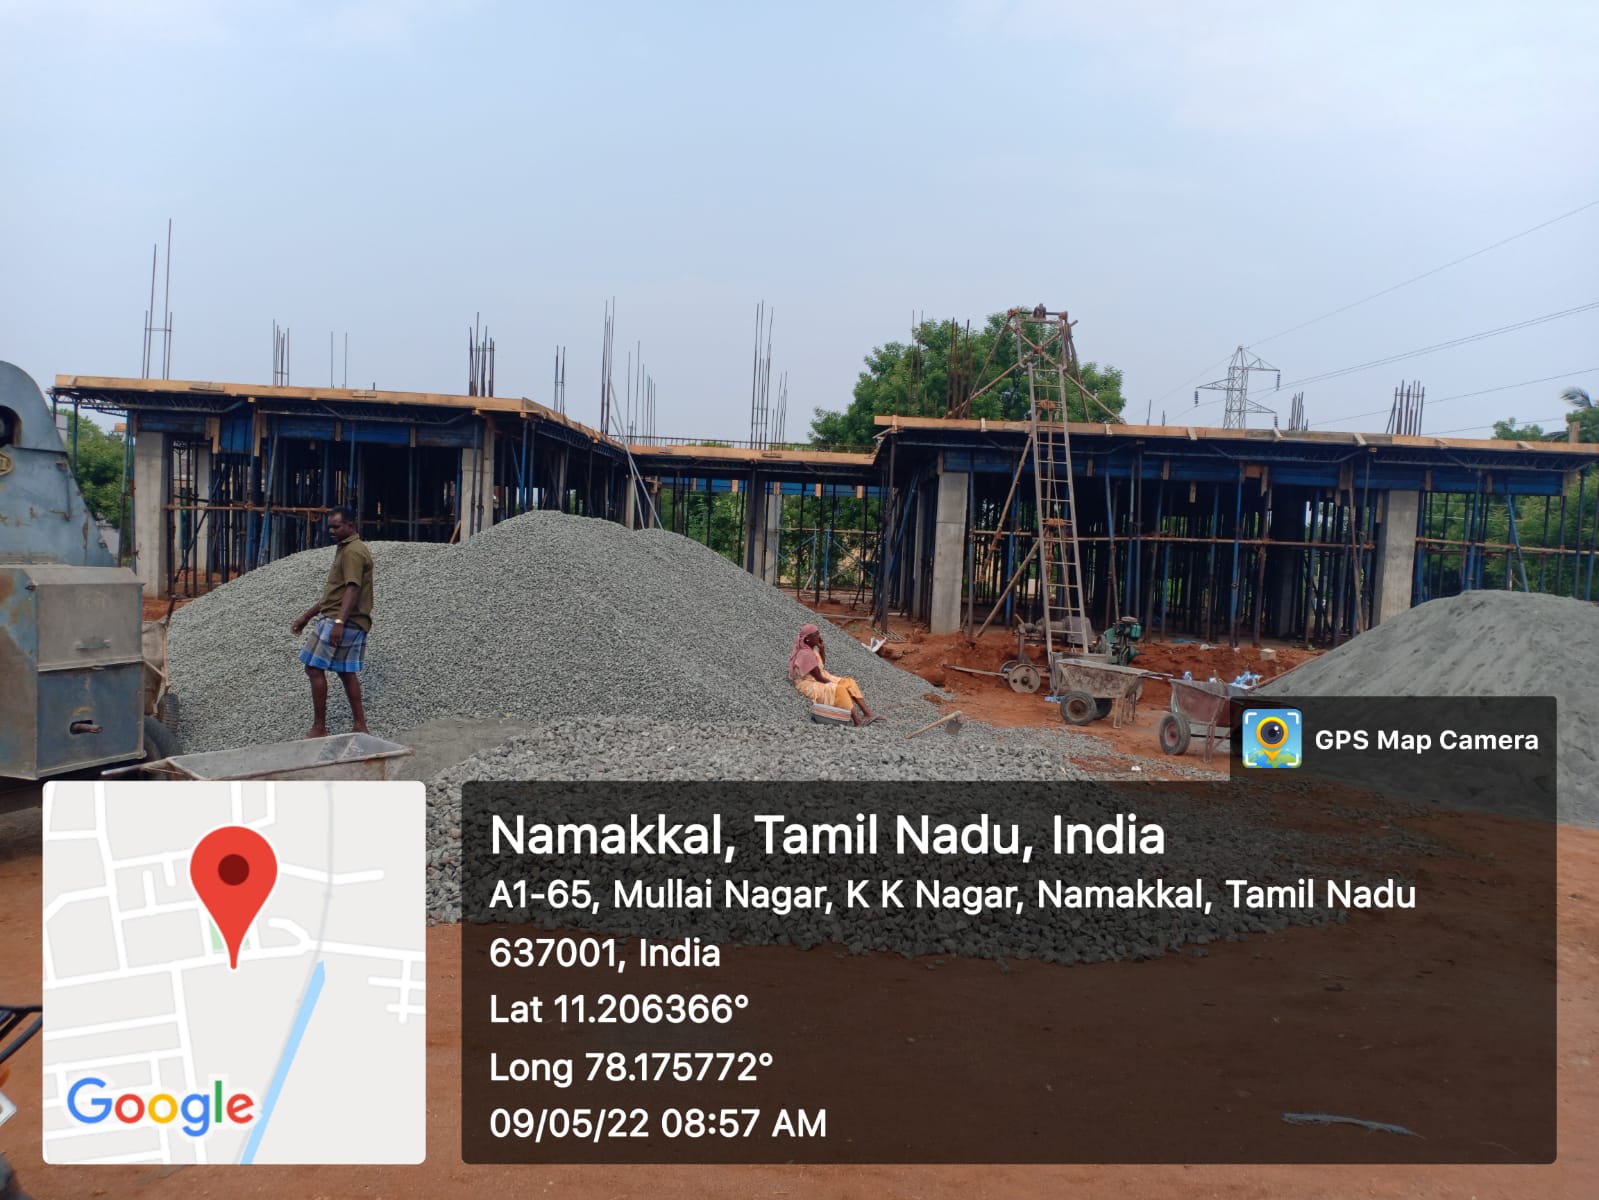 GPS Map Camera
Namakkal, Tamil Nadu, India
A1-65, Mullai Nagar, K K Nagar, Namakkal, Tamil Nadu
637001, India
Lat 11.206366°
Long 78.175772°
09/05/22 08:57 AM
Google